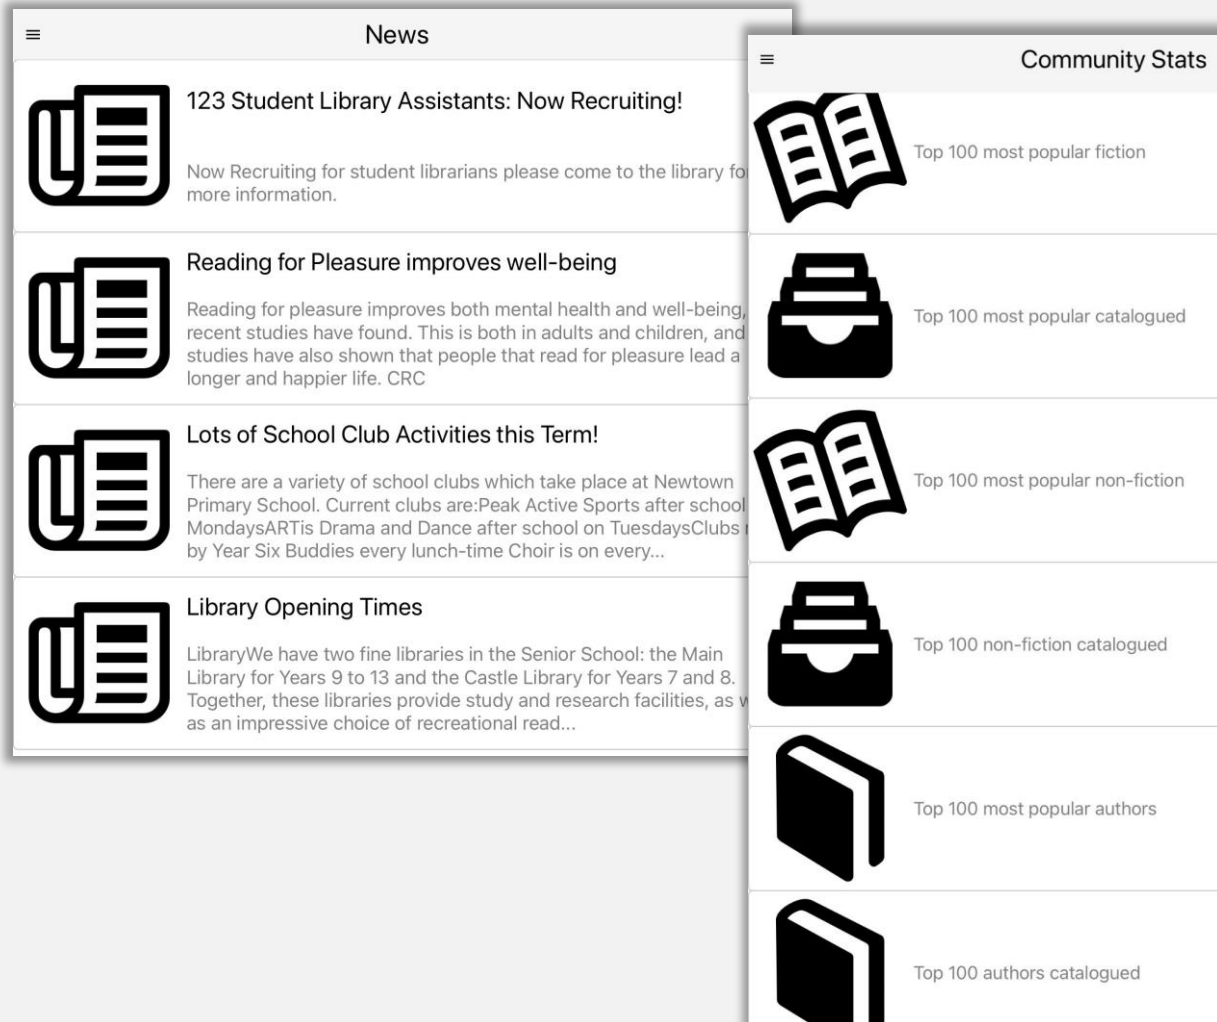 News
123 Student Library Assistants: Now Recruiting!
Now Recruiting for student librarians please come to the library for
more information.
Reading for Pleasure improves well-being
Reading for pleasure improves both mental health and well-being,
recent studies have found. This is both in adults and children, and
studies have also shown that people that read for pleasure lead a
longer and happier life. CRC
Lots of School Club Activities this Term!
There are a variety of school clubs which take place at Newtown
Primary School. Current clubs are:Peak Active Sports after school
MondaysARTis Drama and Dance after school on TuesdaysClubs
by Year Six Buddies every lunch-time Choir is on every...
Library Opening Times
LibraryWe have two fine libraries in the Senior School: the Main
Library for Years 9 to 13 and the Castle Library for Years 7 and 8.
Together, these libraries provide study and research facilities, as
as an impressive choice of recreational read...
Community Stats
Top 100 most popular fiction
Top 100 most popular catalogued
Top 100 most popular non-fiction
Top 100 non-fiction catalogued
Top 100 most popular authors
Top 100 authors catalogued